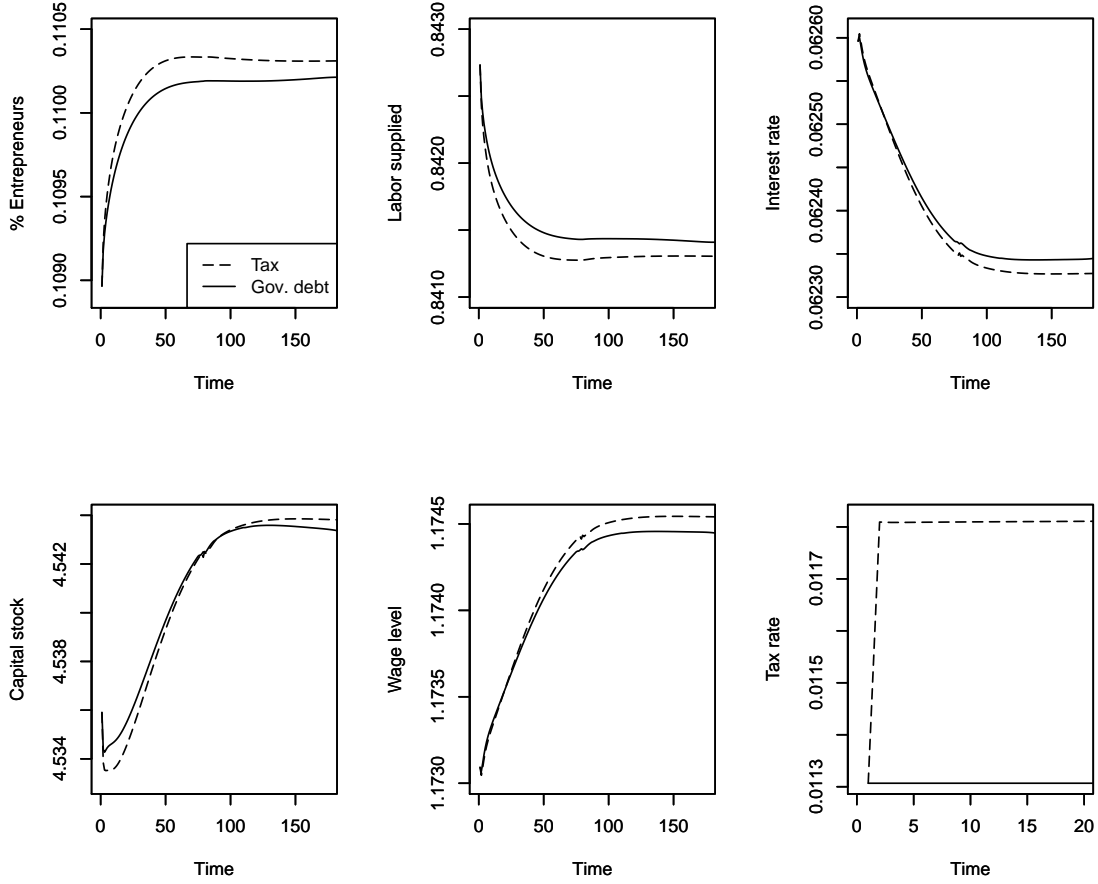 % Entrepreneurs
0.1090 0.1095 0.1100 0.1105
0 50 100 150
Time
Tax
Gov. debt
Labor supplied
0.8410 0.8420 0.8430
0 50 100 150
Time
Interest rate
0.06230 0.06240 0.06250 0.06260
0 50 100 150
Time
Capital stock
4.534 4.538 4.542
0 50 100 150
Time
Wage level
1.1730 1.1735 1.1740 1.1745
0 50 100 150
Time
Tax rate
0.0113 0.0115 0.0117
0 5 10 15 20
Time